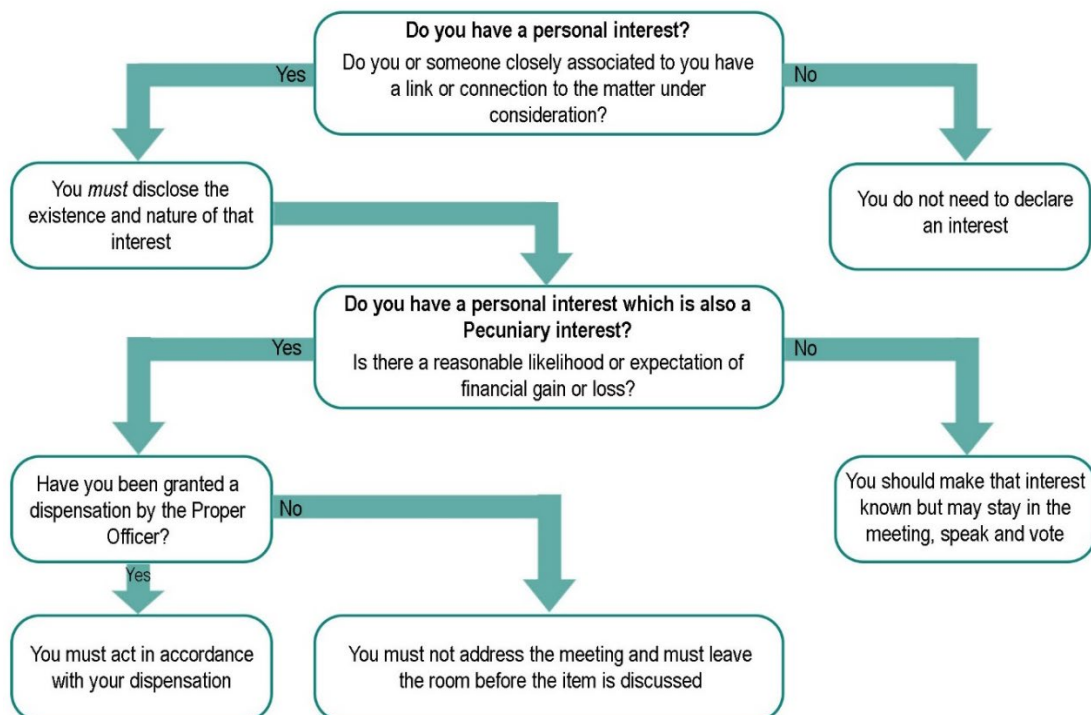 Do you have a personal interest?
Do you or someone closely associated to you have
a link or connection to the matter under
consideration?
Yes
No
You must disclose the
existence and nature of that
interest
You do not need to declare
an interest
Do you have a personal interest which is also a
Pecuniary interest?
Is there a reasonable likelihood or expectation of
financial gain or loss?
Yes
No
Have you been granted a
dispensation by the Proper
Officer?
No
You should make that interest
known but may stay in the
meeting, speak and vote
Yes
You must act in accordance
with your dispensation
You must not address the meeting and must leave
the room before the item is discussed